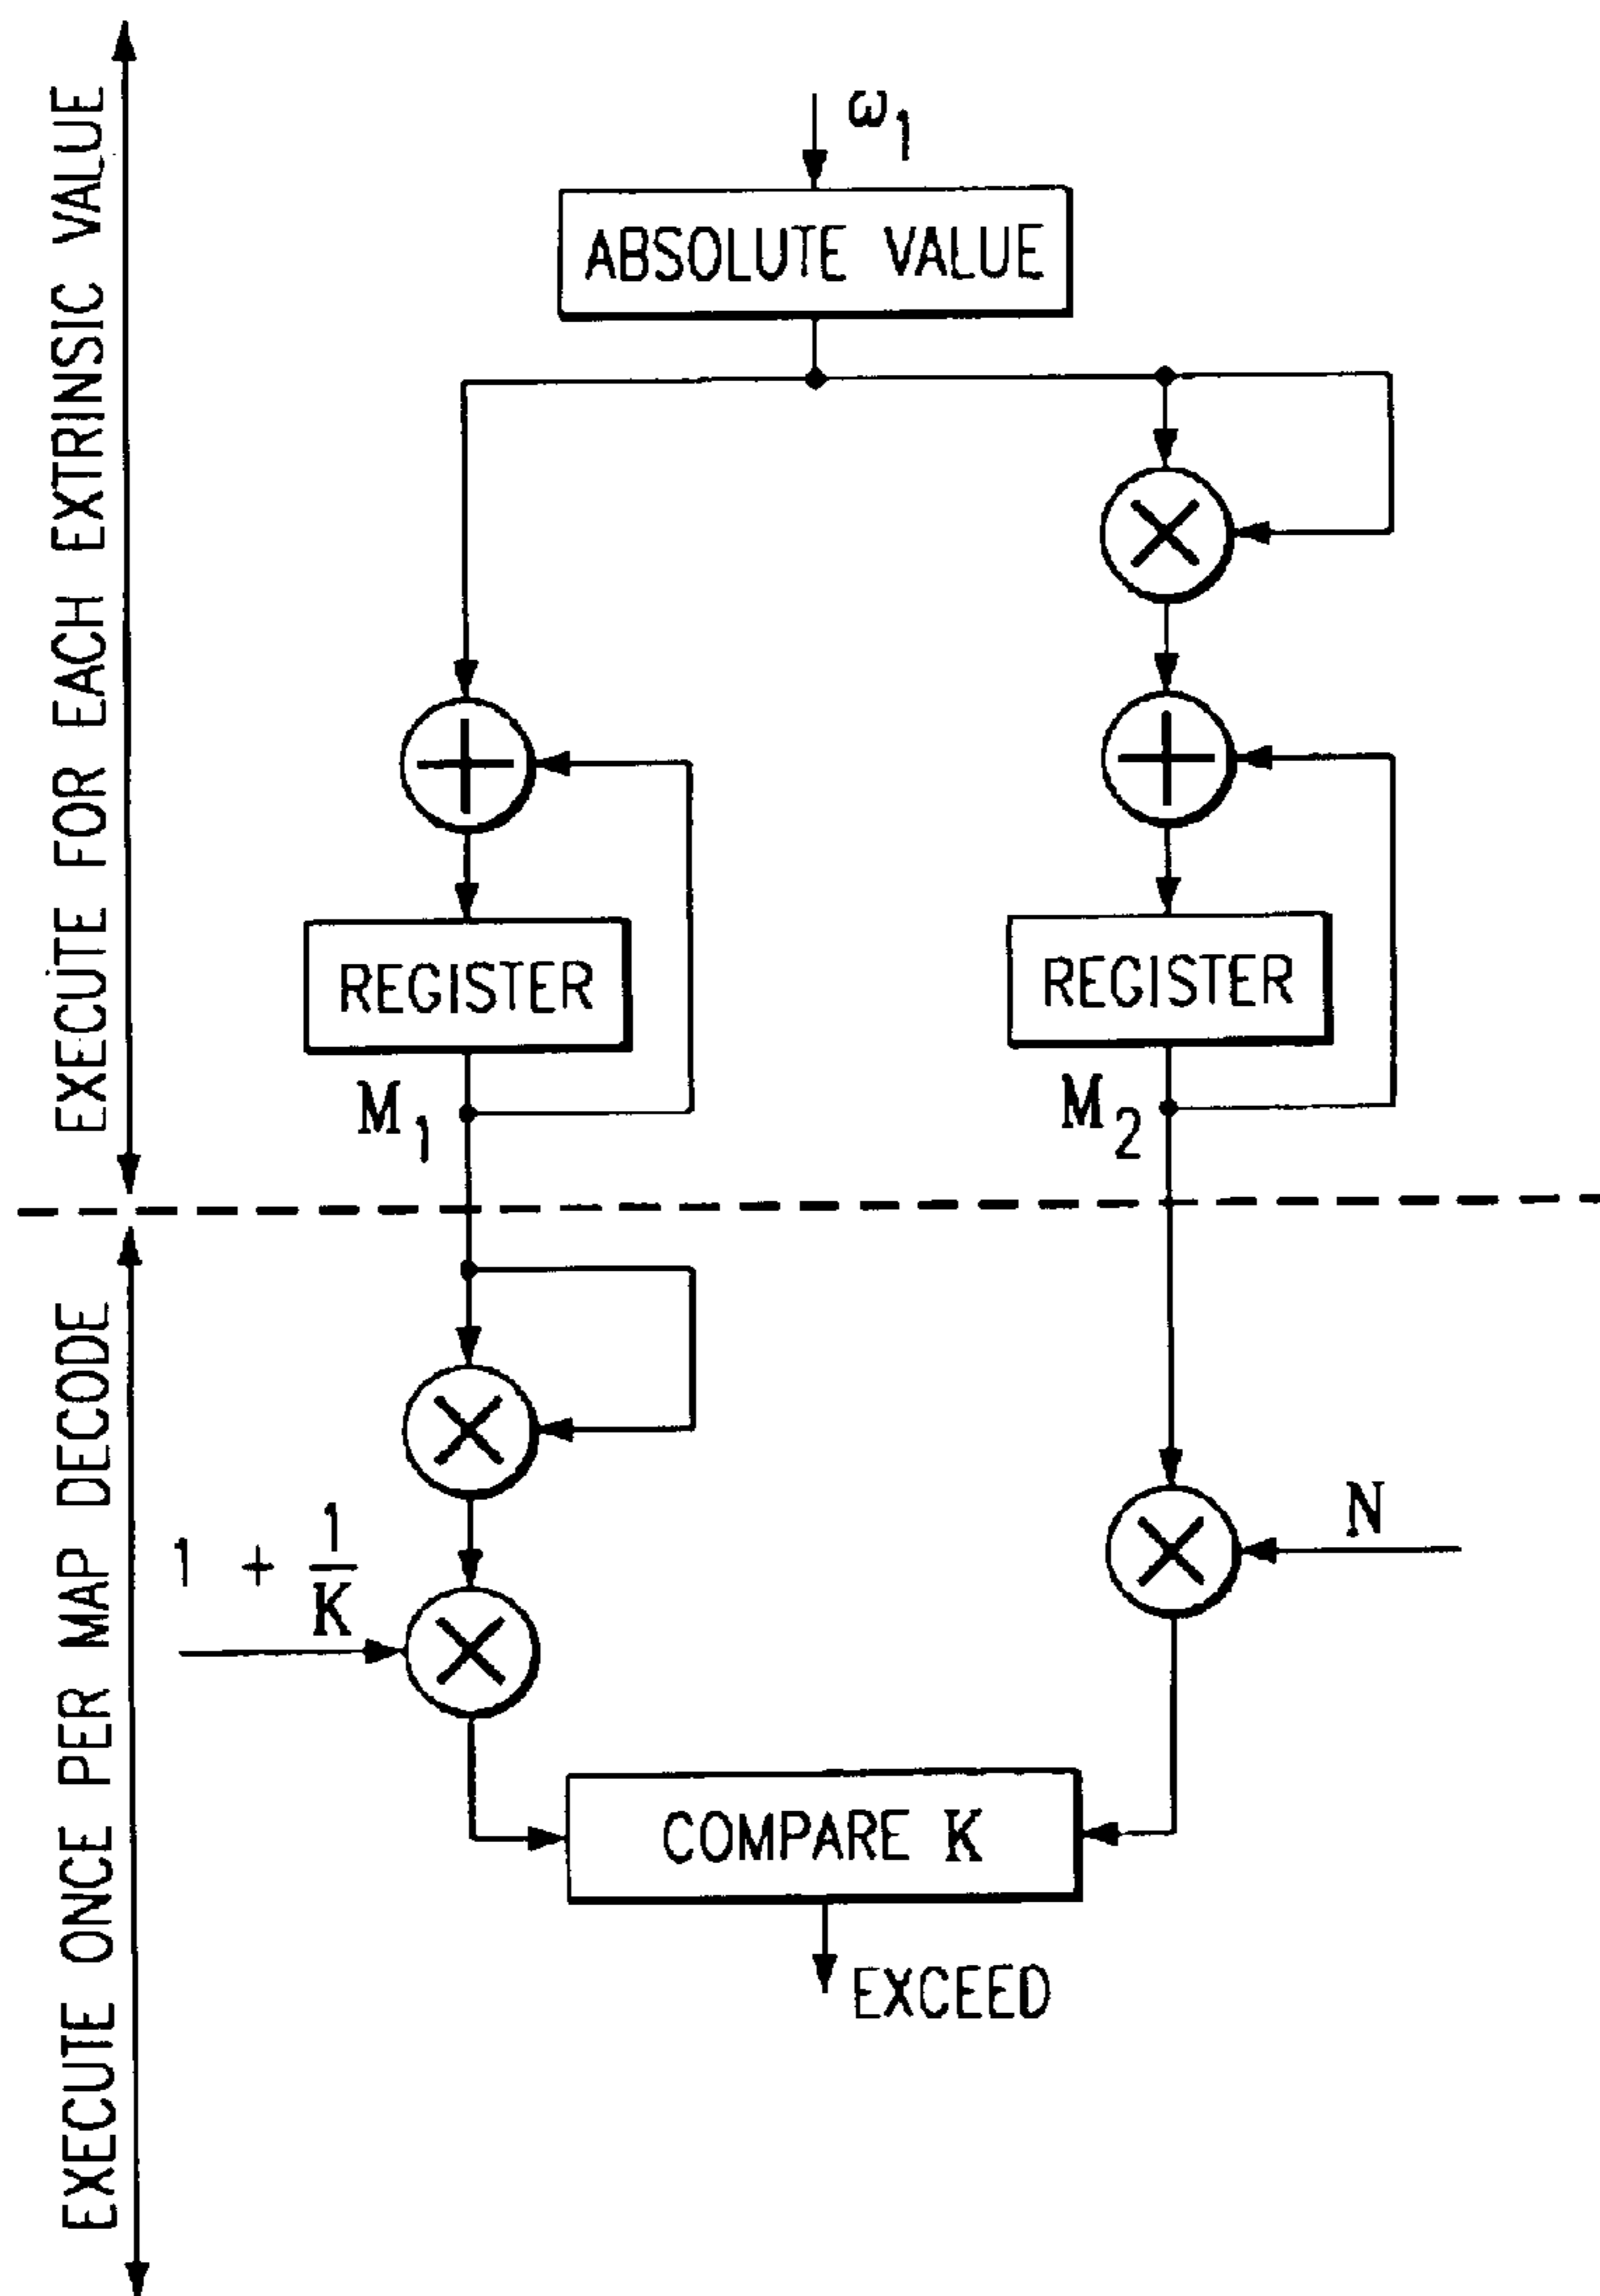 EXECUTE FOR EACH EXTRINSIC VALUE
ω1
ABSOLUTE VALUE
×
+
+
REGISTER
REGISTER
M1
M2
EXECUTE ONCE PER MAP DECODE
×
×
N
1 + 1/K
×
COMPARE K
EXCEED